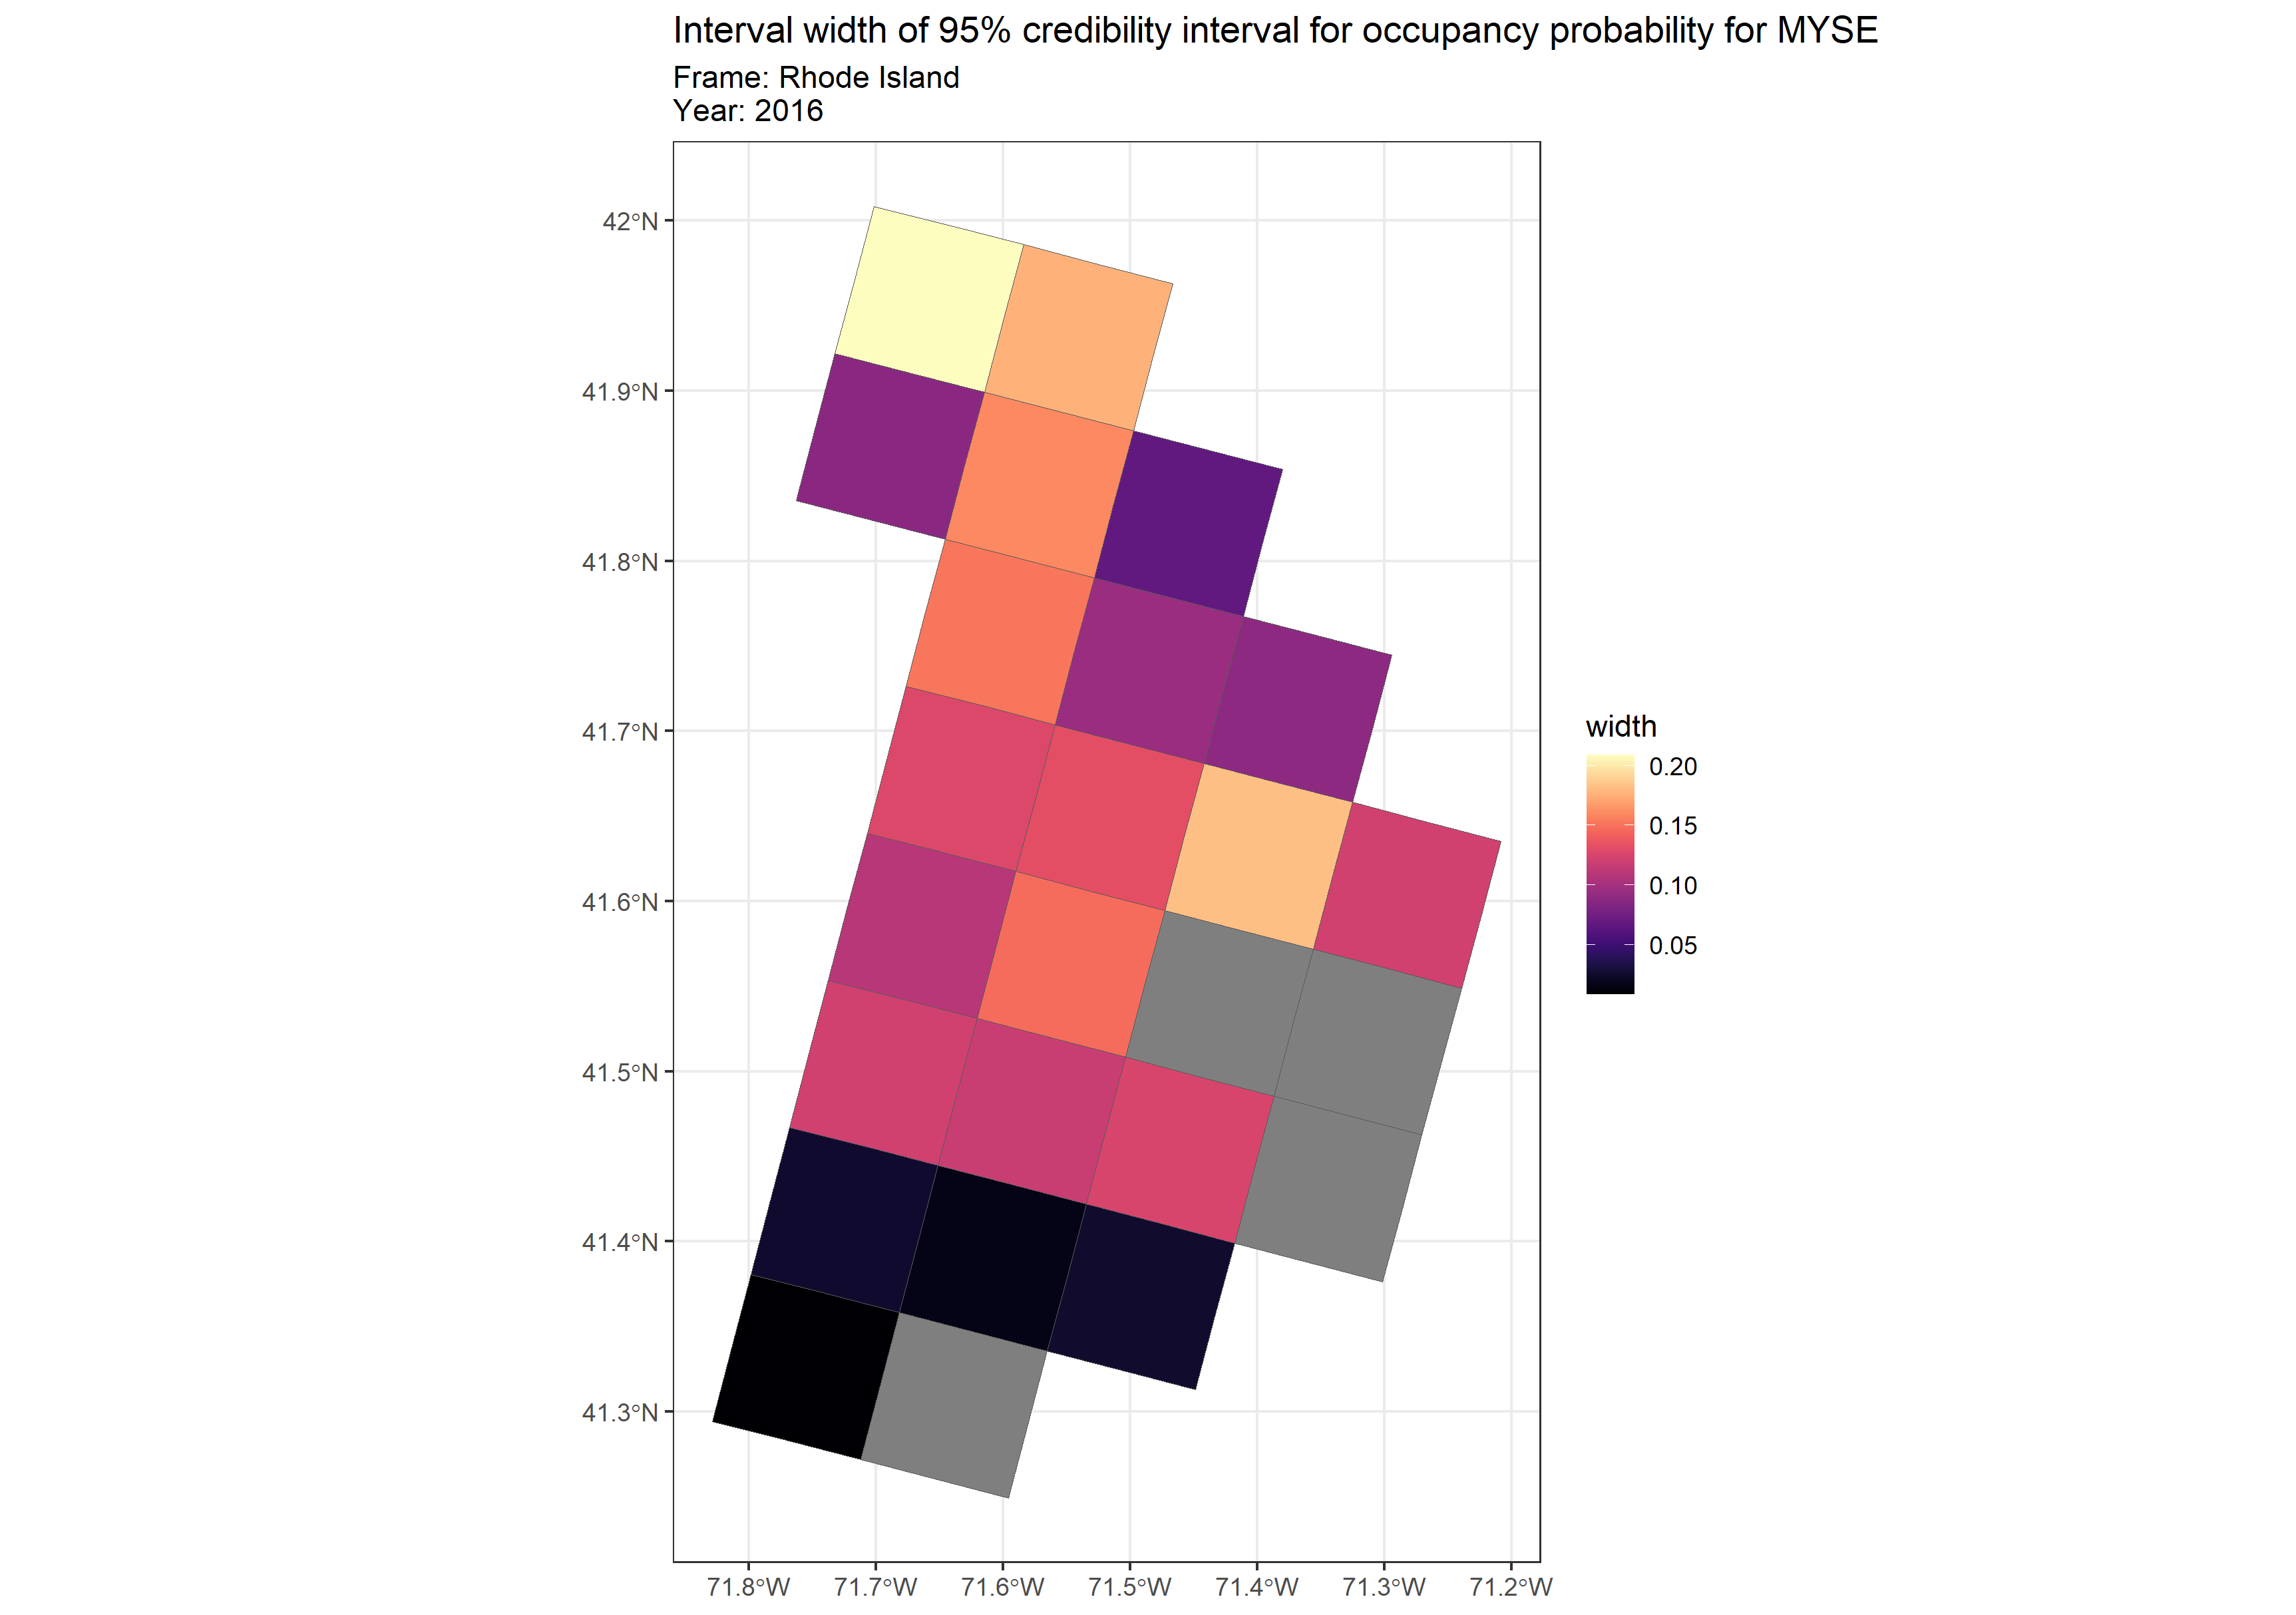 Interval width of 95% credibility interval for occupancy probability for MYSE
Frame: Rhode Island
Year: 2016
42°N
41.9°N
41.8°N
41.7°N
41.6°N
41.5°N
41.4°N
41.3°N
71.8°W 71.7°W 71.6°W 71.5°W 71.4°W 71.3°W 71.2°W
width
0.20
0.15
0.10
0.05